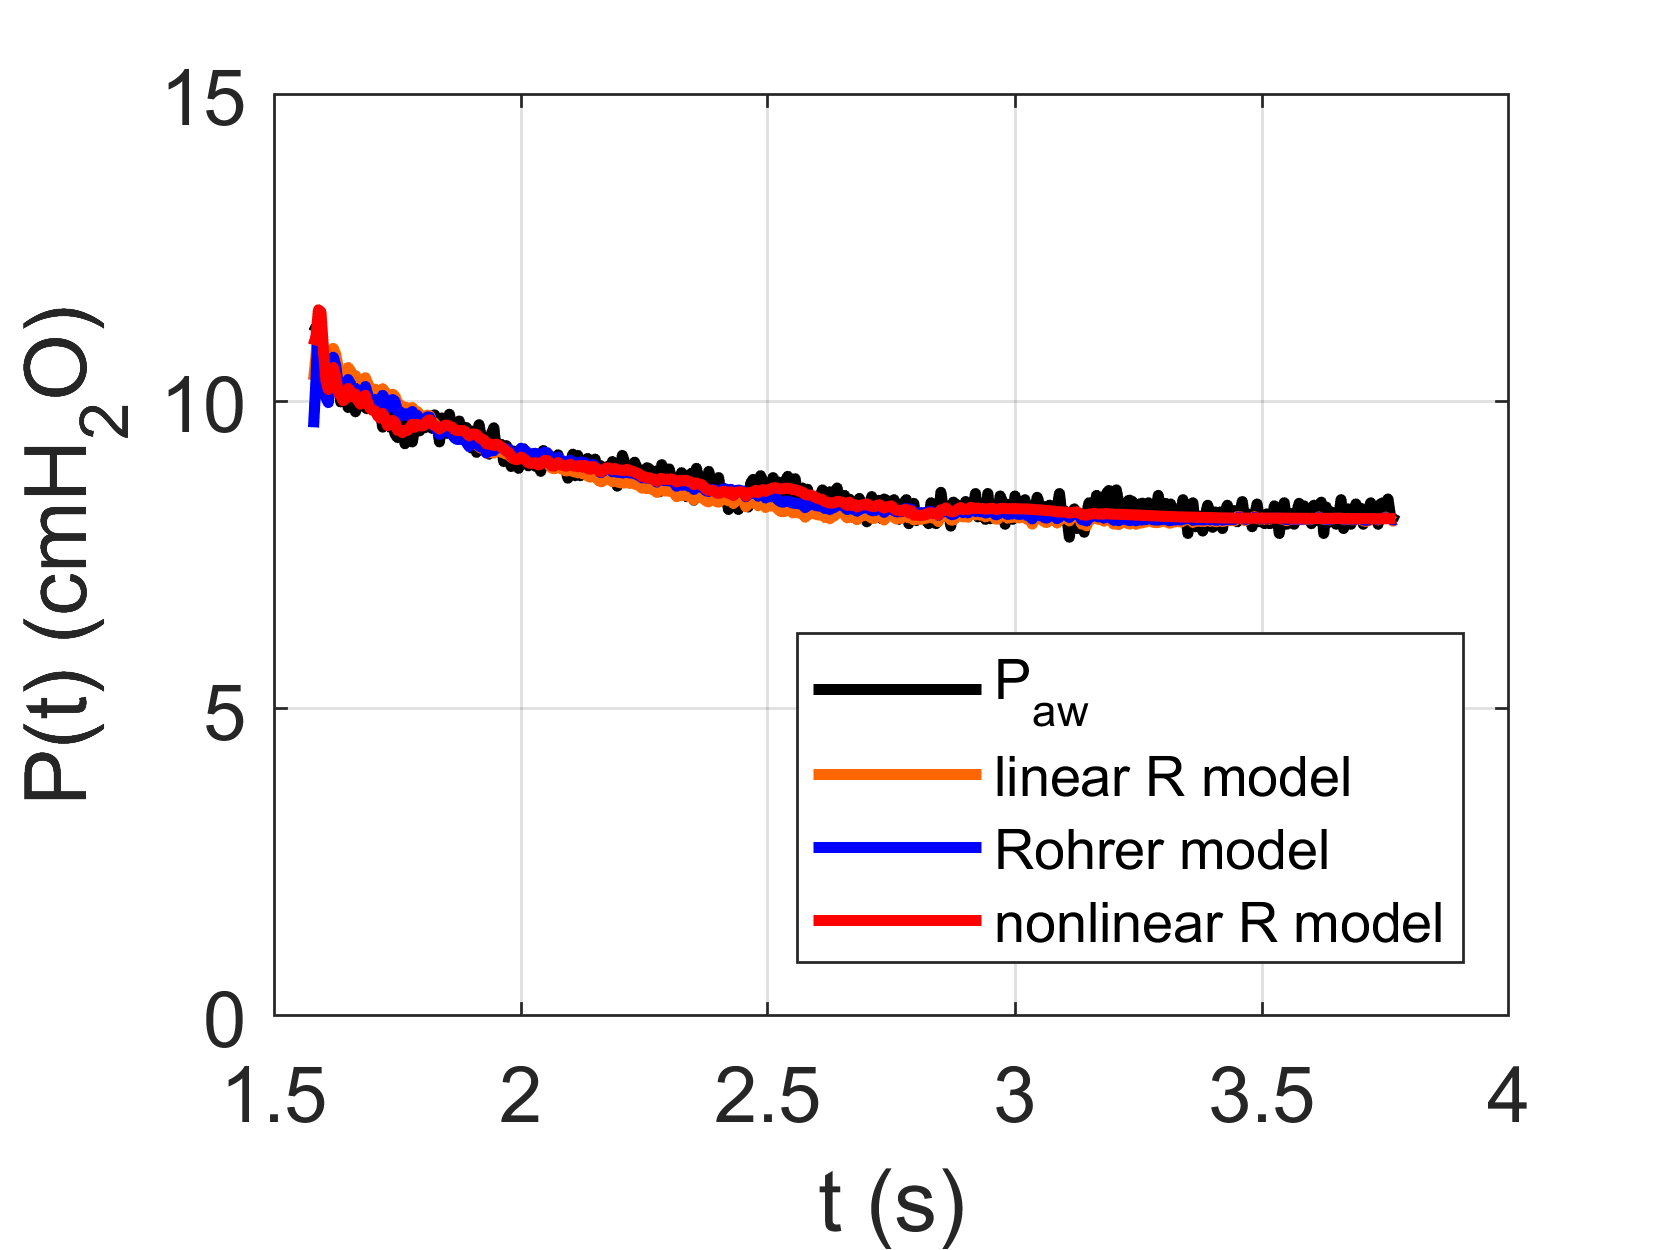 P(t) (cmH2O)
15
10
5
0
1.5 2 2.5 3 3.5 4
t (s)
Paw
linear R model
Rohrer model
nonlinear R model